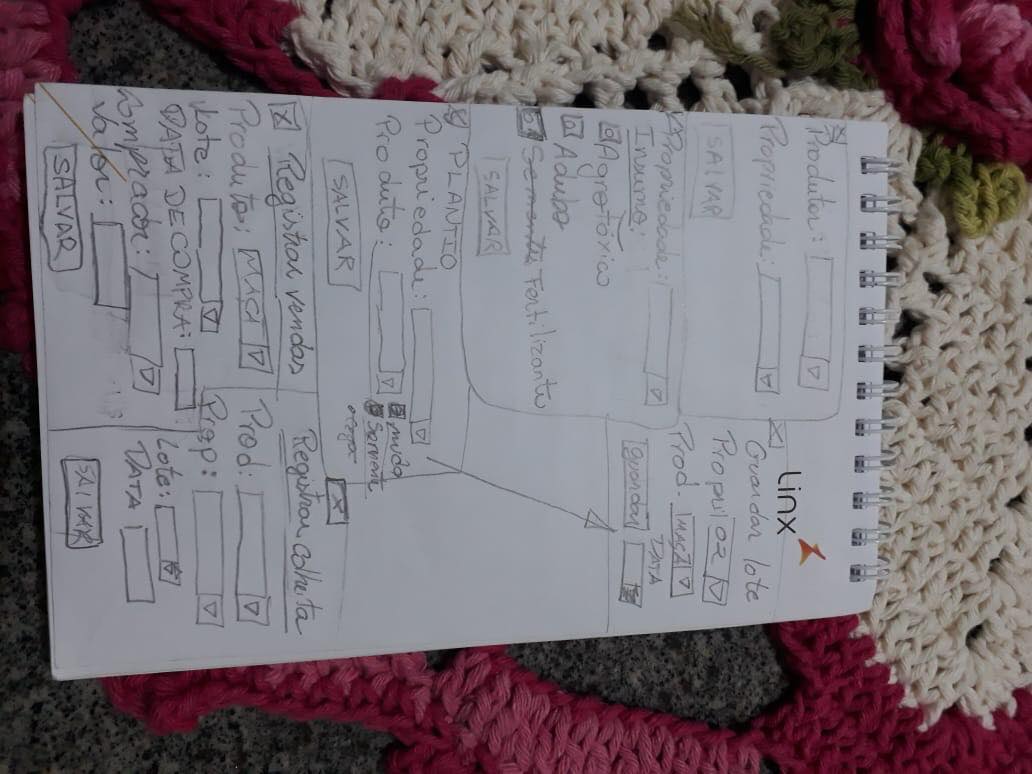 Produtor:
Propriedade:
SALVAR
Linx
Guardar lote
02
Prod. MAÇÃ
DATA
guardar
Propriedade:
Insumo:
Agrotóxico
Adubo
Fertilizante
SALVAR
PLANTIO
Propriedade:
Produto:
muda
Semente
SALVAR
Registrar vendas
Produto: MAÇÃ
Lote:
DATA DE COMPRA:
Comprador:
Valor:
SALVAR
Registrar colheita
Prod:
Prop:
Lote:
DATA
SALVAR